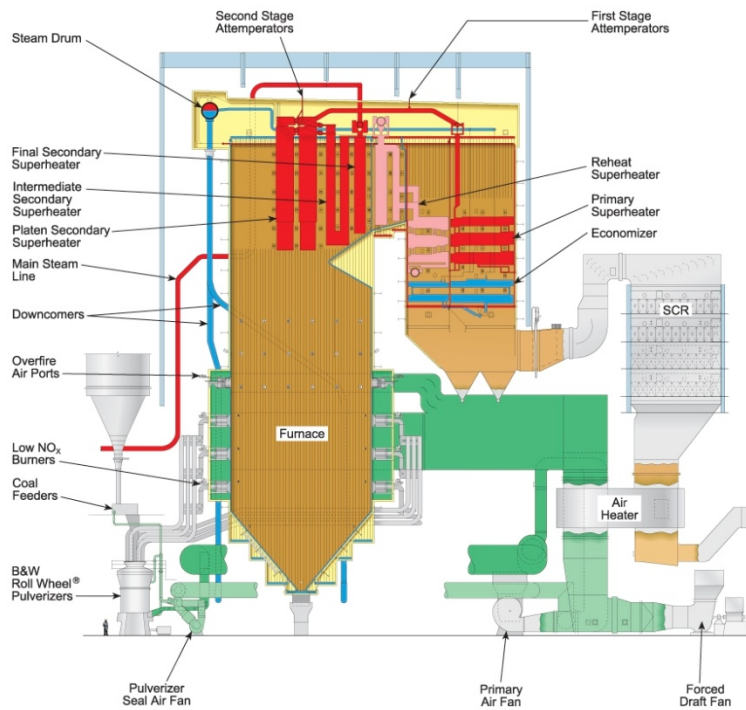 Second Stage
Attemperators
First Stage
Attemperators
Steam Drum
Final Secondary
Superheater
Intermediate
Secondary
Superheater
Platen Secondary
Superheater
Main Steam
Line
Downcomers
Overfire
Air Ports
Low NOx
Burners
Coal
Feeders
B&W
Roll Wheel®
Pulverizers
Reheat
Superheater
Primary
Superheater
Economizer
SCR
Furnace
Air
Heater
Pulverizer
Seal Air Fan
Primary
Air Fan
Forced
Draft Fan